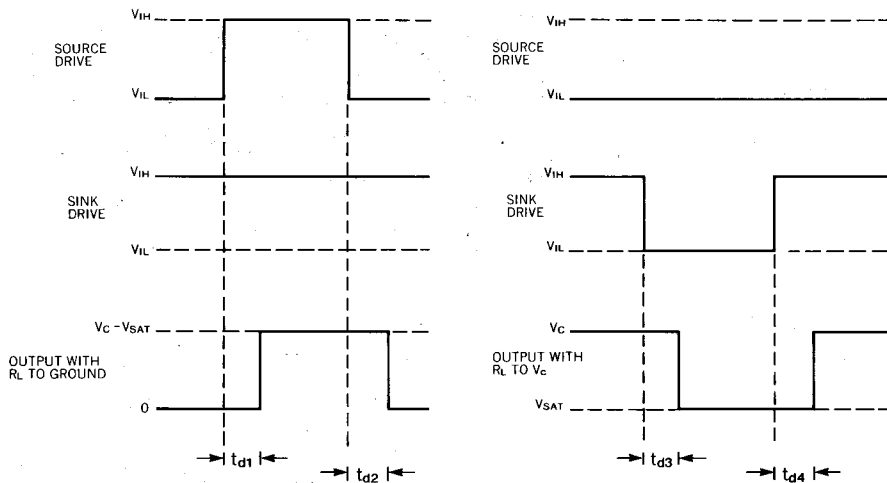 VIH
SOURCE
DRIVE
VIL
VIH
SINK
DRIVE
VIL
VC – VSAT
OUTPUT WITH
RL TO GROUND
0
td1
td2
VIH
SOURCE
DRIVE
VIL
VIH
SINK
DRIVE
VIL
VC
OUTPUT WITH
RL TO Vc
VSAT
td3
td4